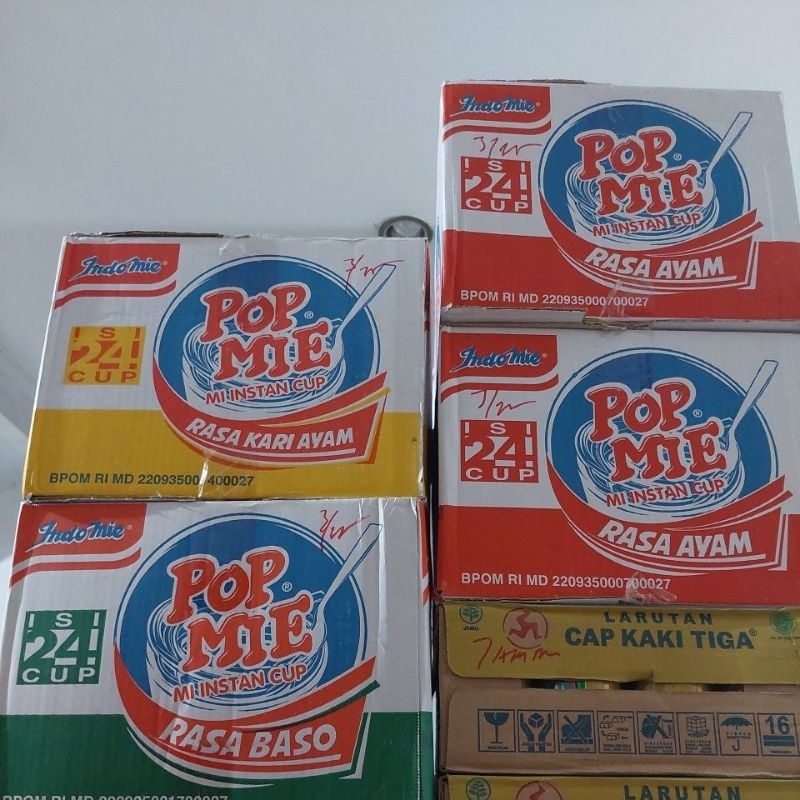 Indomie
ISI
24
CUP
POP
MIE
MI INSTAN CUP
RASA KARI AYAM
Indomie
ISI
24
CUP
POP
MIE
MI INSTAN CUP
RASA BASO
Indomie
ISI
24
CUP
POP
MIE
MI INSTAN CUP
RASA AYAM
BPOM RI MD 220935000700027
Indomie
ISI
24
CUP
POP
MIE
MI INSTAN CUP
RASA AYAM
BPOM RI MD 220935000700027
JAMU
LARUTAN
CAP KAKI TIGA
16
LARUTAN